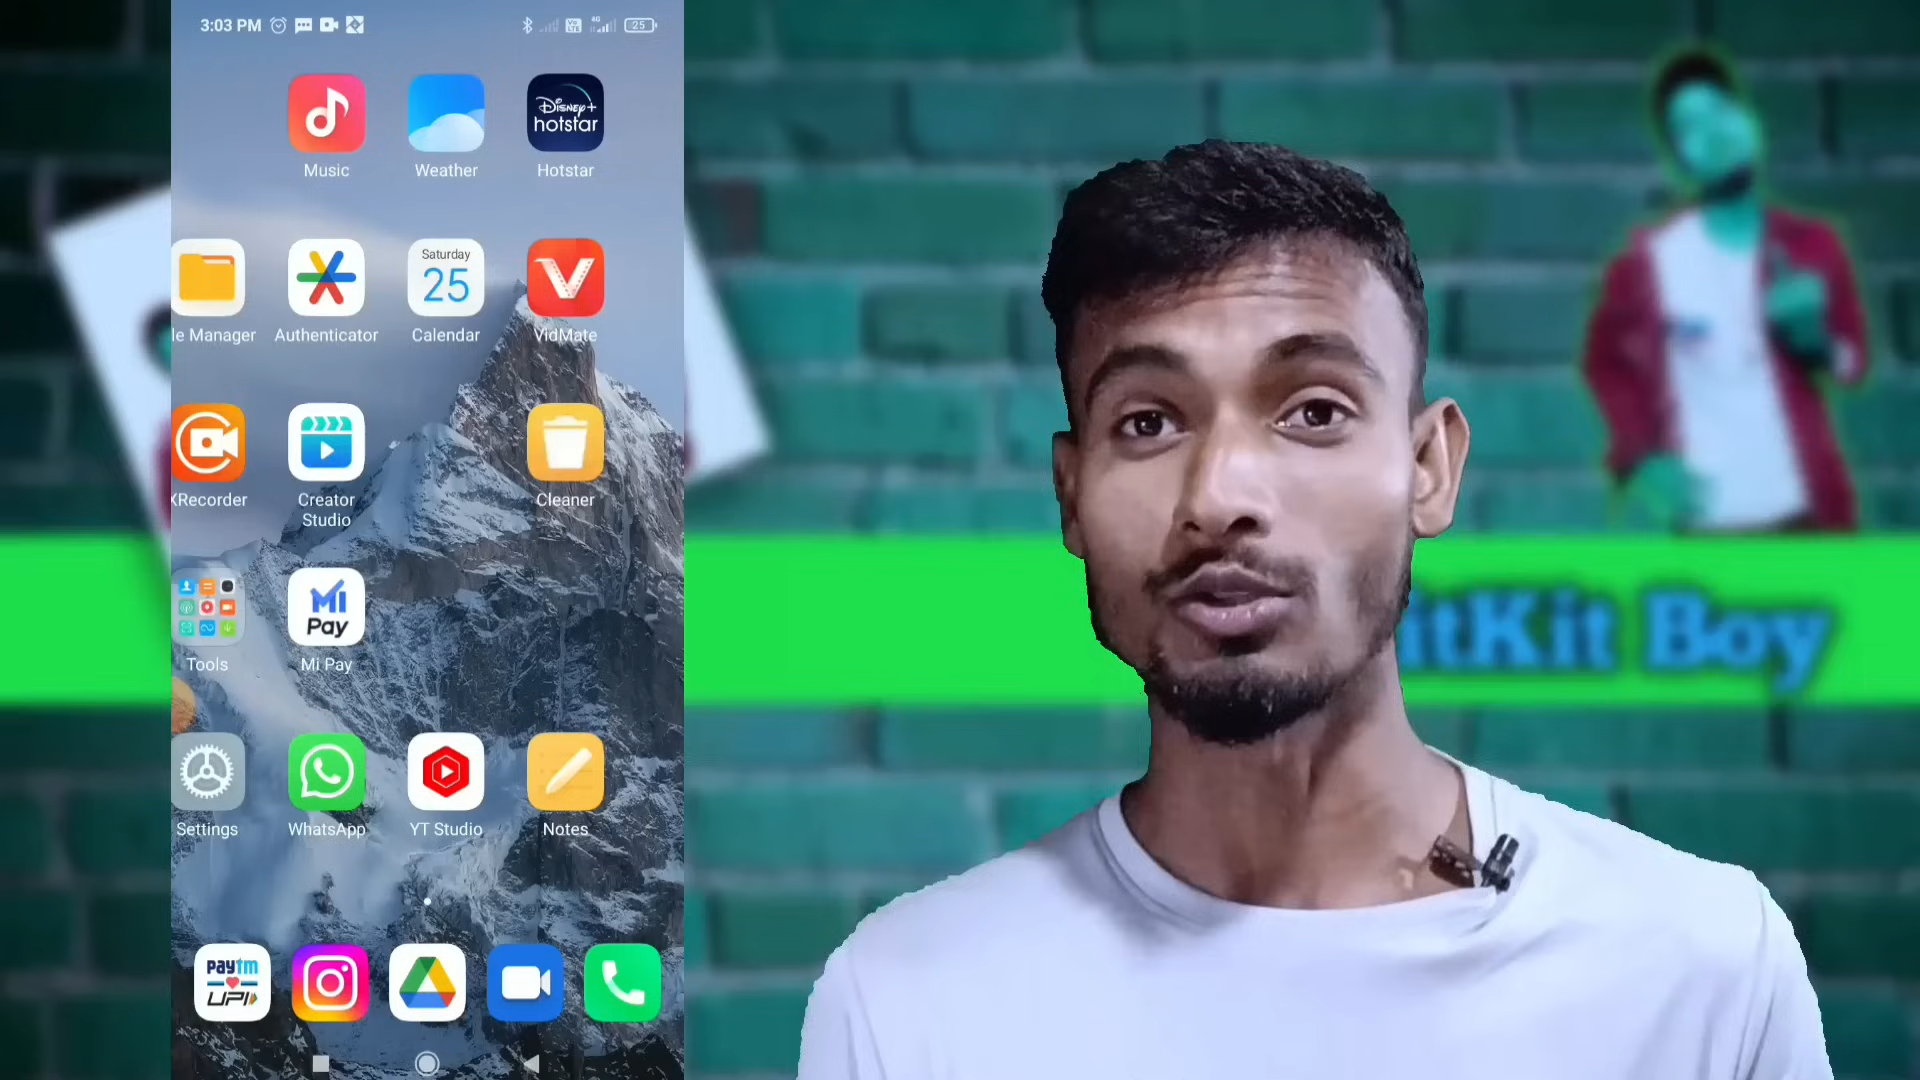 3:03 PM
25
Disney+
hotstar
Music
Weather
Hotstar
Saturday
25
le Manager
Authenticator
Calendar
VidMate
XRecorder
Creator
Studio
Cleaner
Mi
Pay
Tools
Mi Pay
itKit Boy
Settings
WhatsApp
YT Studio
Notes
paytm
UPI